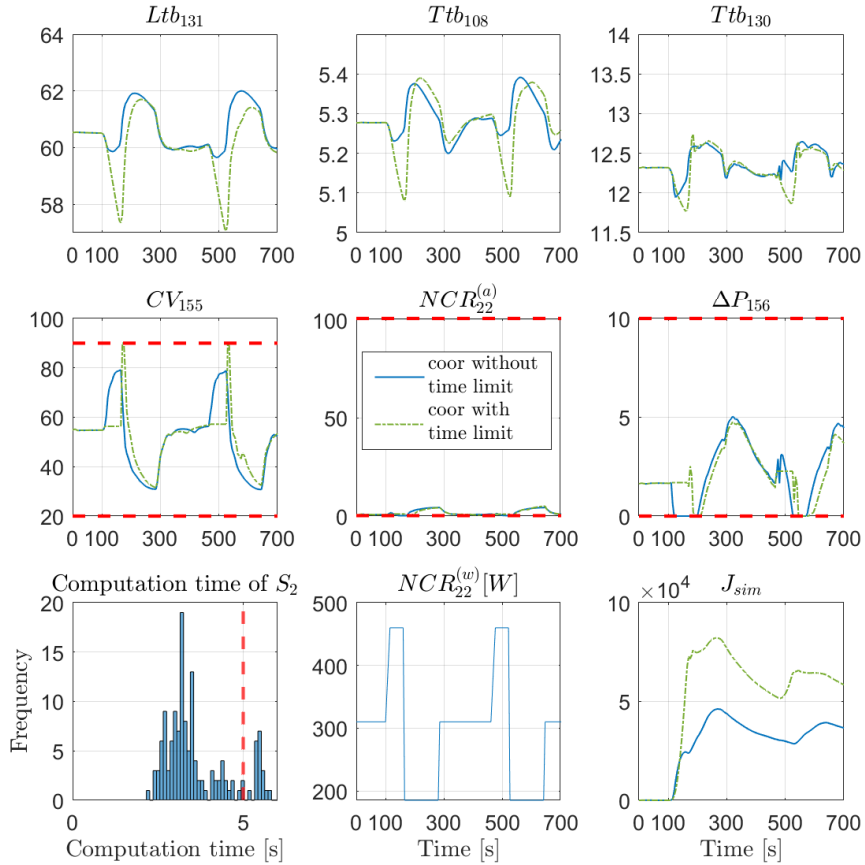 Ltb₁₃₁ Ttb₁₀₈ Ttb₁₃₀
64
62
60
58
0 100 300 500 700
5.4
5.3
5.2
5.1
5
0 100 300 500 700
14
13.5
13
12.5
12
11.5
0 100 300 500 700
CV₁₅₅ NCR₂₂⁽ᵃ⁾ ΔP₁₅₆
100
80
60
40
20
0 100 300 500 700
100
50
0
coor without
time limit
coor with
time limit
0 100 300 500 700
10
5
0
0 100 300 500 700
Computation time of S₂ NCR₂₂⁽ʷ⁾[W] J_sim
Frequency
20
15
10
5
0
0 5
Computation time [s]
500
400
300
200
0 100 300 500 700
Time [s]
×10⁴
10
5
0
0 100 300 500 700
Time [s]